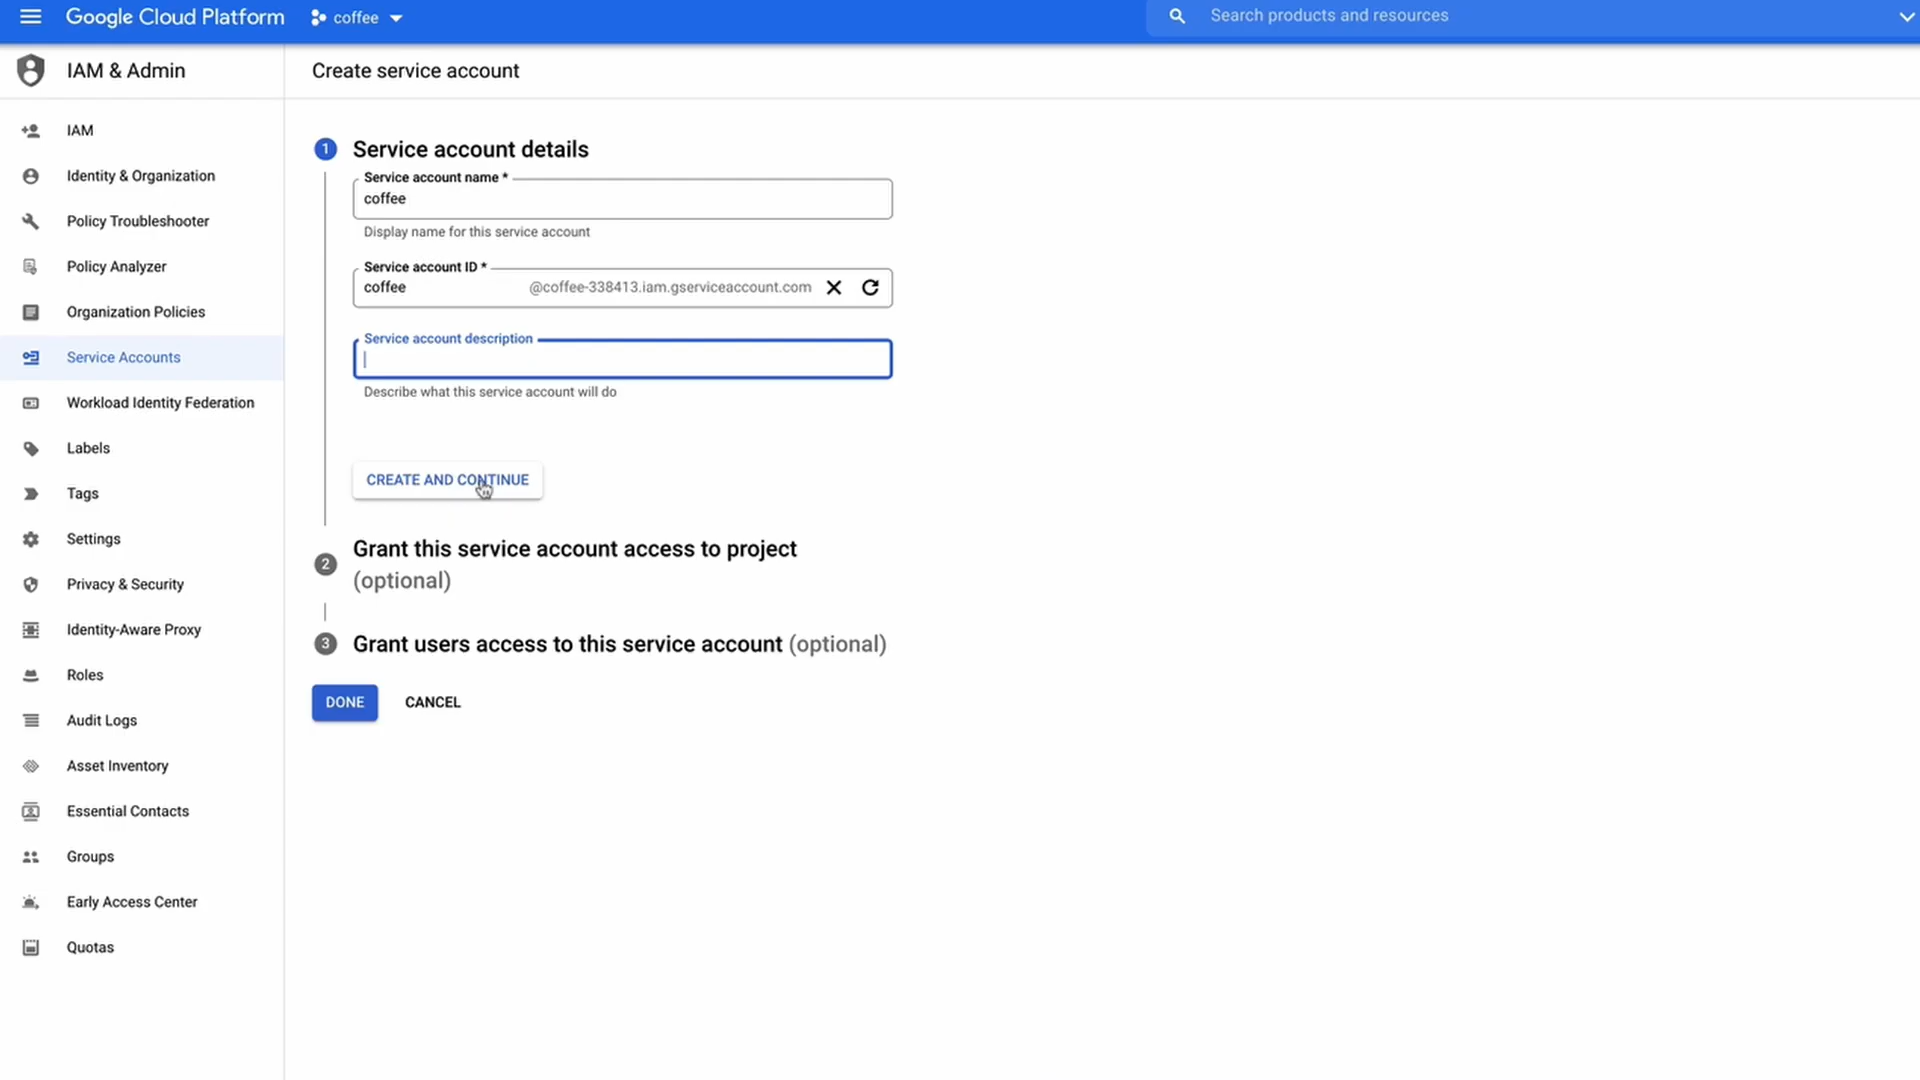 Google Cloud Platform
coffee
Search products and resources
IAM & Admin
Create service account
IAM
Identity & Organization
Policy Troubleshooter
Policy Analyzer
Organization Policies
Service Accounts
Workload Identity Federation
Labels
Tags
Settings
Privacy & Security
Identity-Aware Proxy
Roles
Audit Logs
Asset Inventory
Essential Contacts
Groups
Early Access Center
Quotas
1 Service account details
Service account name *
coffee
Display name for this service account
Service account ID *
coffee @coffee-338413.iam.gserviceaccount.com
Service account description
Describe what this service account will do
CREATE AND CONTINUE
2 Grant this service account access to project
(optional)
3 Grant users access to this service account (optional)
DONE CANCEL